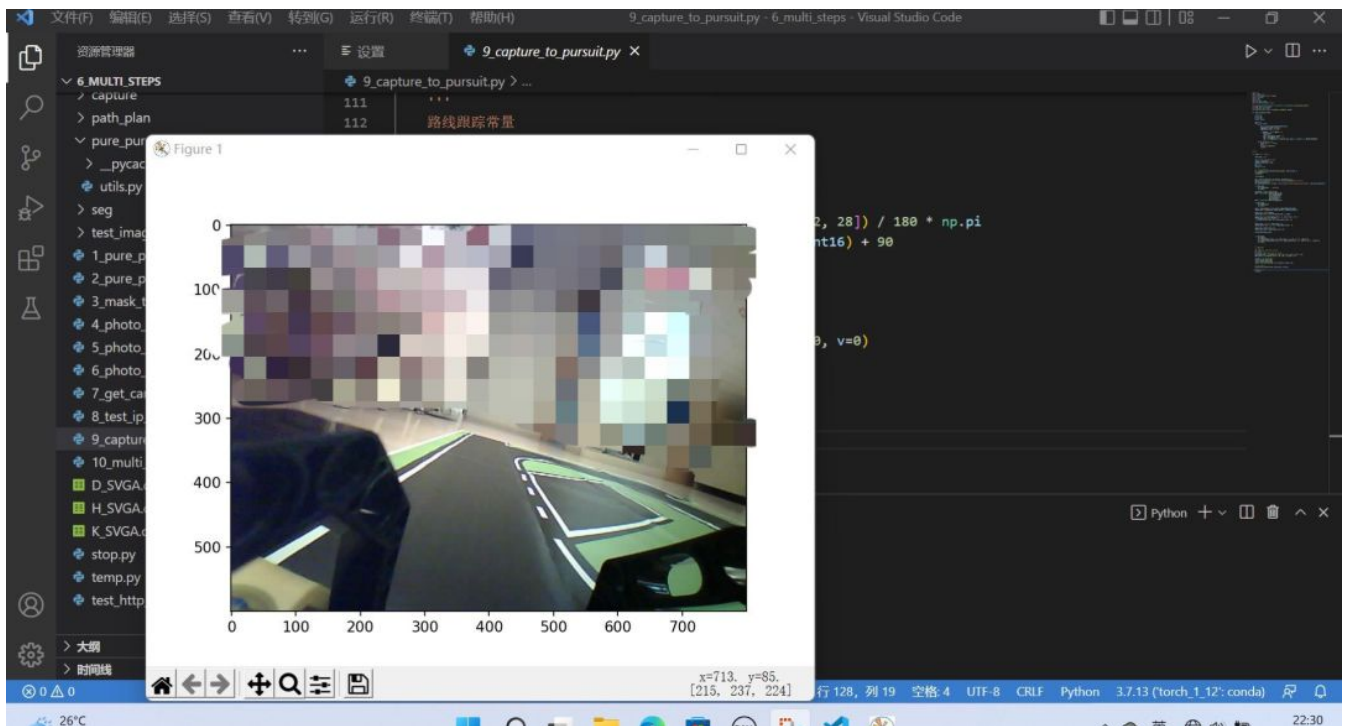 文件(F) 编辑(E) 选择(S) 查看(V) 转到(G) 运行(R) 终端(T) 帮助(H) 9_capture_to_pursuit.py - 6_multi_steps - Visual Studio Code
资源管理器 ··· 设置 9_capture_to_pursuit.py
6_MULTI_STEPS
9_capture_to_pursuit.py > ...
capture
path_plan
pure_pur
__pycac
utils.py
seg
test_imag
1_pure_p
2_pure_p
3_mask_t
4_photo_
5_photo_
6_photo_
7_get_ca
8_test_ip
9_captur
10_multi_
D_SVGA.
H_SVGA.
K_SVGA.
stop.py
temp.py
test_http
大纲
时间线
111 '''
112 路线跟踪常量
2, 28]) / 180 * np.pi
nt16) + 90
0, v=0)
Figure 1
0
100
200
300
400
500
0 100 200 300 400 500 600 700
x=713. y=85.
[215, 237, 224]
Python
0 0
行 128, 列 19 空格: 4 UTF-8 CRLF Python 3.7.13 ('torch_1_12': conda)
26°C
英
22:30